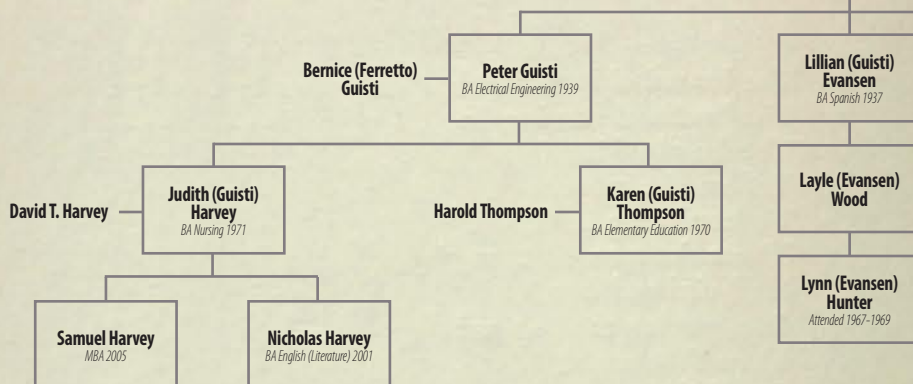 Bernice (Ferretto)
Guisti
Peter Guisti
BA Electrical Engineering 1939
Lillian (Guisti)
Evansen
BA Spanish 1937
David T. Harvey
Judith (Guisti)
Harvey
BA Nursing 1971
Harold Thompson
Karen (Guisti)
Thompson
BA Elementary Education 1970
Layle (Evansen)
Wood
Lynn (Evansen)
Hunter
Attended 1967-1969
Samuel Harvey
MBA 2005
Nicholas Harvey
BA English (Literature) 2001